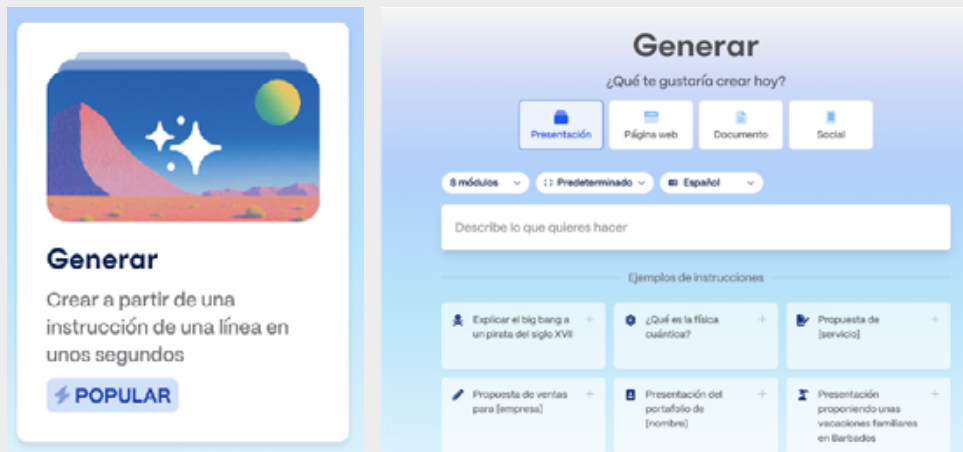 Generar
Crear a partir de una
instrucción de una línea en
unos segundos
POPULAR
Generar
¿Qué te gustaría crear hoy?
Presentación
Página web
Documento
Social
8 módulos
Predeterminado
Español
Describe lo que quieres hacer
Ejemplos de instrucciones
Explicar el big bang a
un pirata del siglo XVII
¿Qué es la física
cuántica?
Propuesta de
[servicio]
Propuesta de ventas
para [empresa]
Presentación del
portafolio de
[nombre]
Presentación
proponiendo unas
vacaciones familiares
en Barbados